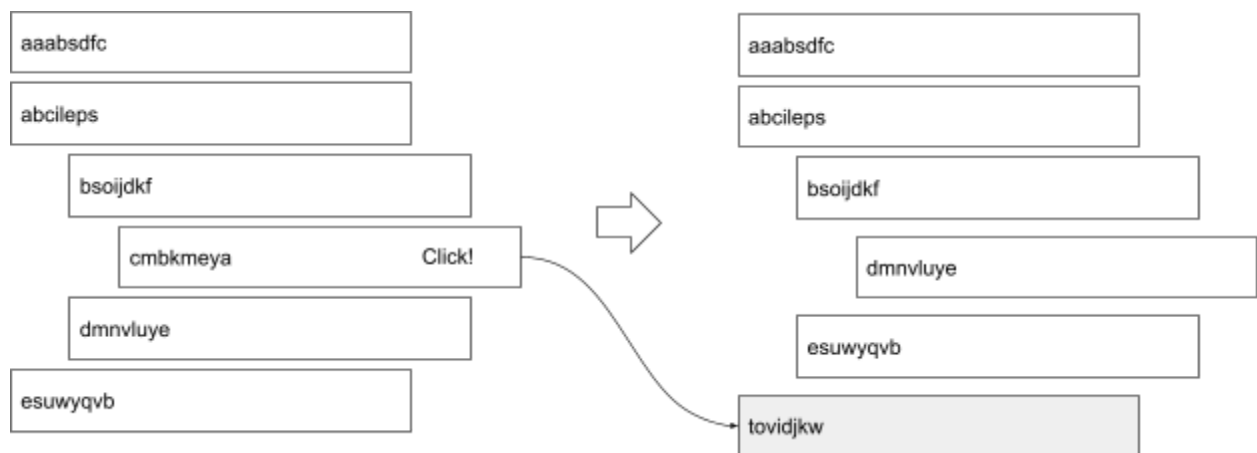 aaabsdfc
abcileps
bsoijdkf
cmbkmeya Click!
dmnvluye
esuwyqvb
aaabsdfc
abcileps
bsoijdkf
dmnvluye
esuwyqvb
tovidjkw